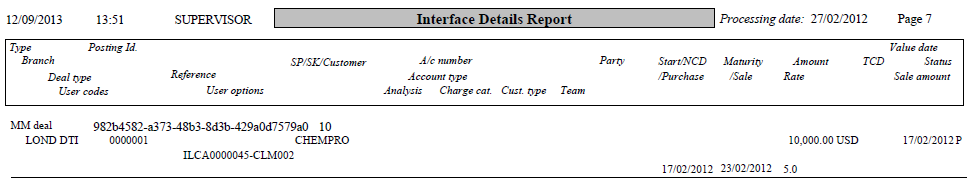 12/09/2013 13:51 SUPERVISOR Interface Details Report Processing date: 27/02/2012 Page 7
Type Posting Id. Value date
Branch SP/SK/Customer A/c number Party Start/NCD Maturity Amount TCD Status
Deal type Reference Account type /Purchase /Sale Rate Sale amount
User codes User options Analysis Charge cat. Cust. type Team
MM deal 982b4582-a373-48b3-8d3b-429a0d7579a0 10
LOND DTI 0000001 CHEMPRO 10,000.00 USD 17/02/2012 P
ILCA0000045-CLM002
17/02/2012 23/02/2012 5.0